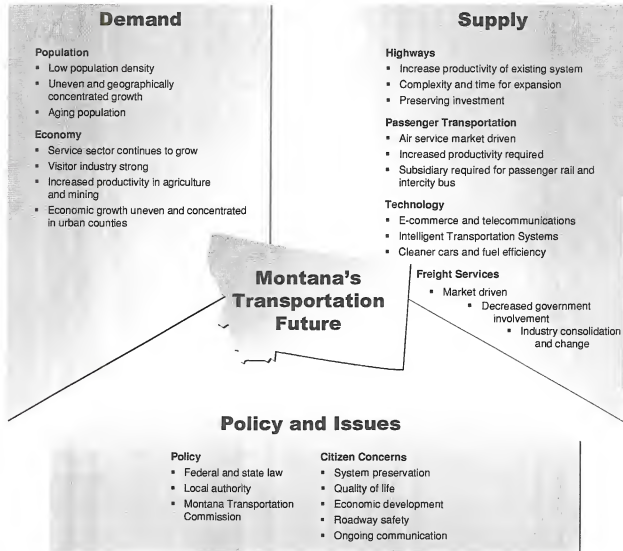 Demand
Population
▪ Low population density
▪ Uneven and geographically
concentrated growth
▪ Aging population
Economy
▪ Service sector continues to grow
▪ Visitor industry strong
▪ Increased productivity in agriculture
and mining
▪ Economic growth uneven and concentrated
in urban counties
Supply
Highways
▪ Increase productivity of existing system
▪ Complexity and time for expansion
▪ Preserving investment
Passenger Transportation
▪ Air service market driven
▪ Increased productivity required
▪ Subsidiary required for passenger rail and
intercity bus
Technology
▪ E-commerce and telecommunications
▪ Intelligent Transportation Systems
▪ Cleaner cars and fuel efficiency
Freight Services
▪ Market driven
▪ Decreased government
involvement
▪ Industry consolidation
and change
Montana's
Transportation
Future
Policy and Issues
Policy
▪ Federal and state law
▪ Local authority
▪ Montana Transportation
Commission
Citizen Concerns
▪ System preservation
▪ Quality of life
▪ Economic development
▪ Roadway safety
▪ Ongoing communication